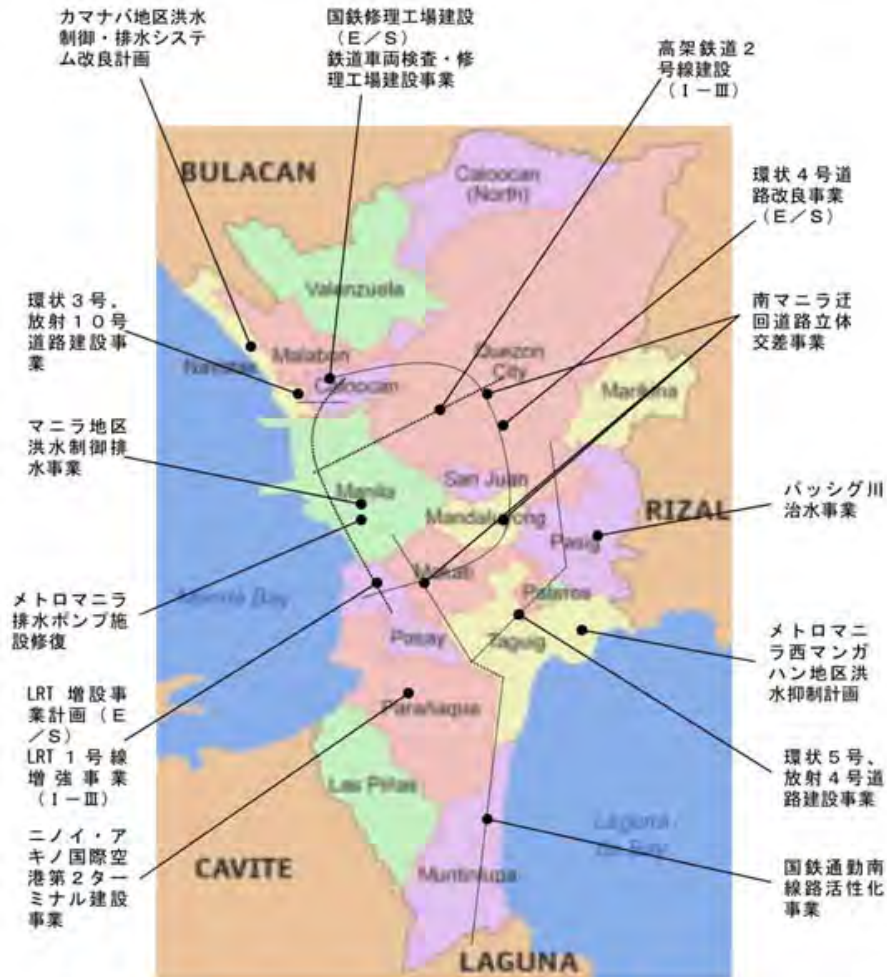 カマナバ地区洪水
制御・排水システ
ム改良計画
国鉄修理工場建設
(E/S)
鉄道車両検査・修
理工場建設事業
高架鉄道2
号線建設
(I-Ⅲ)
環状4号道
路改良事業
(E/S)
南マニラ迂
回道路立体
交差事業
パッシグ川
治水事業
メトロマニ
ラ西マンガ
ハン地区洪
水抑制計画
環状5号、
放射4号道
路建設事業
国鉄通勤南
線路活性化
事業
環状3号、
放射10号
道路建設事
業
マニラ地区
洪水制御排
水事業
メトロマニラ
排水ポンプ施
設修復
LRT 増設事
業計画(E
/S)
LRT 1号線
増強事業
(I-Ⅲ)
ニノイ・ア
キノ国際空
港第2ター
ミナル建設
事業
BULACAN
Caloocan
(North)
Valenzuela
Malabon
Navotas
Caloocan
Quezon
City
Marikina
San Juan
Manila
Mandaluyong
Pasig
RIZAL
Makati
Pateros
Manila Bay
Pasay
Taguig
Parañaque
Las Piñas
Laguna
de Bay
CAVITE
Muntinlupa
LAGUNA